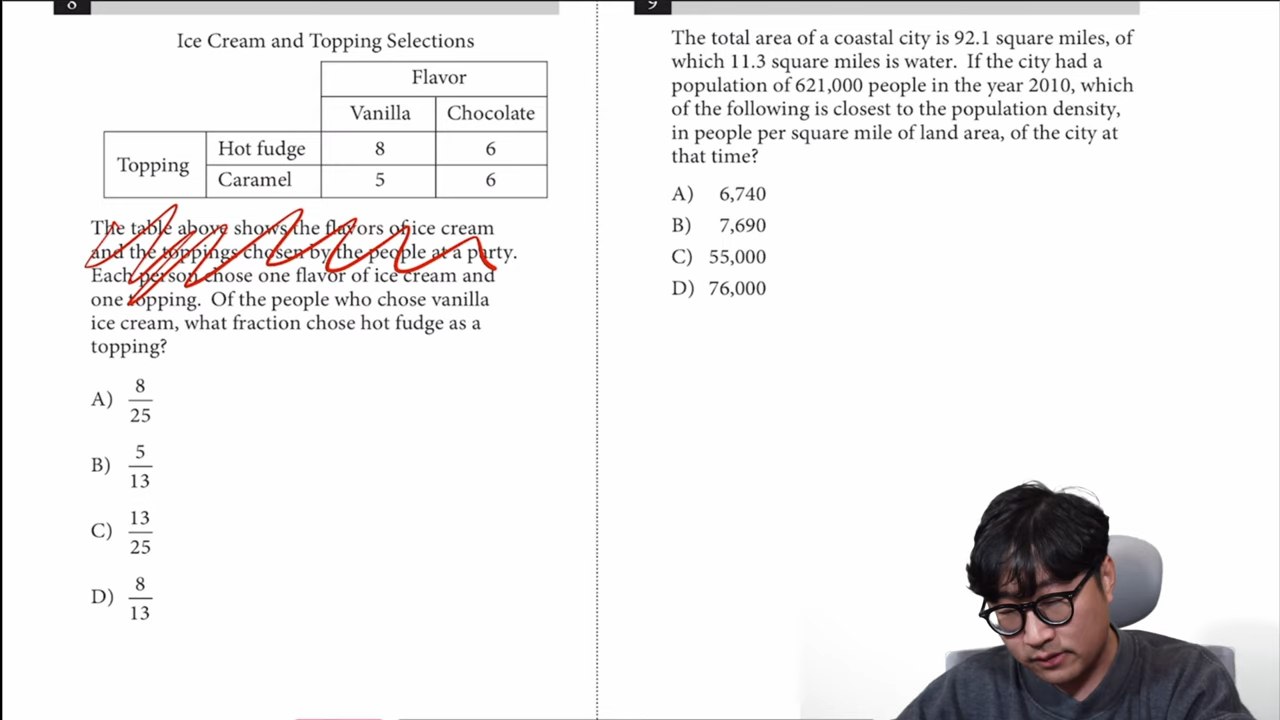 8
Ice Cream and Topping Selections
Flavor
Vanilla Chocolate
Topping
Hot fudge 8 6
Caramel 5 6
The table above shows the flavors of ice cream
and the toppings chosen by the people at a party.
Each person chose one flavor of ice cream and
one topping. Of the people who chose vanilla
ice cream, what fraction chose hot fudge as a
topping?
A) 8/25
B) 5/13
C) 13/25
D) 8/13
9
The total area of a coastal city is 92.1 square miles, of
which 11.3 square miles is water. If the city had a
population of 621,000 people in the year 2010, which
of the following is closest to the population density,
in people per square mile of land area, of the city at
that time?
A) 6,740
B) 7,690
C) 55,000
D) 76,000